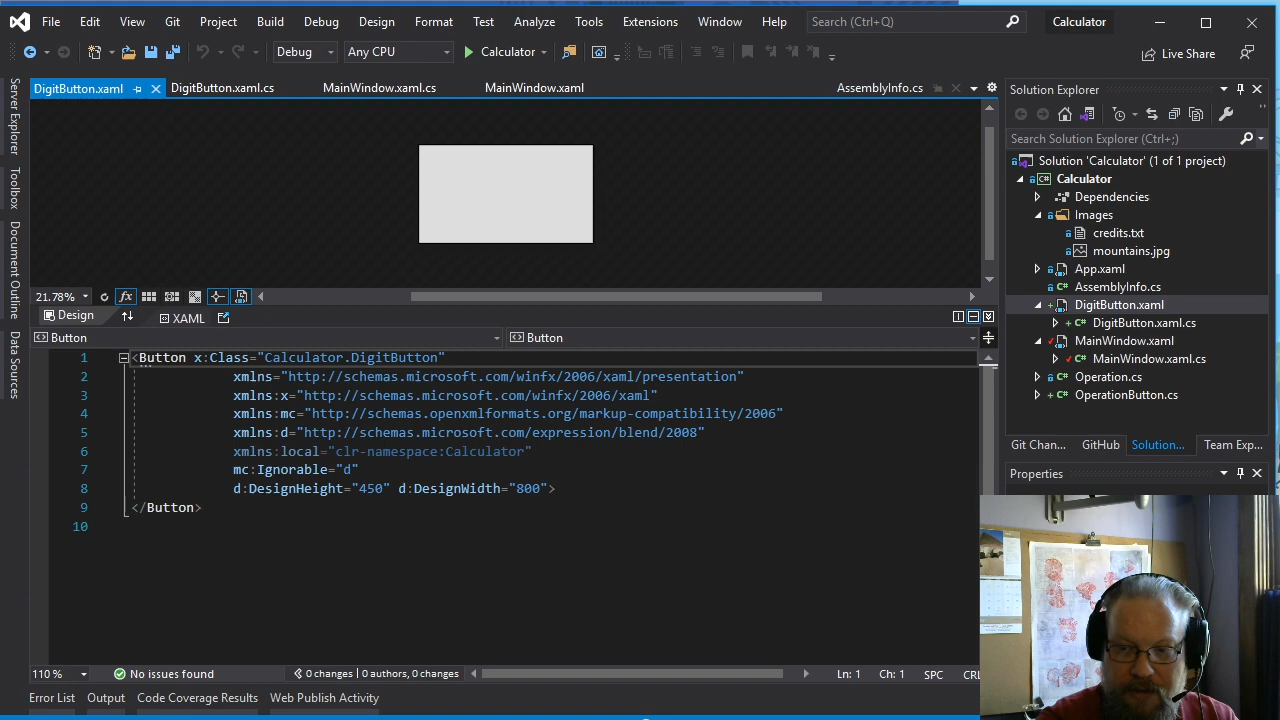 File Edit View Git Project Build Debug Design Format Test Analyze Tools Extensions Window Help Search (Ctrl+Q) Calculator
Debug Any CPU Calculator Live Share
DigitButton.xaml DigitButton.xaml.cs MainWindow.xaml.cs MainWindow.xaml AssemblyInfo.cs
Server Explorer
Toolbox
Document Outline
Data Sources
21.78% fx
Design XAML
Button Button
1 <Button x:Class="Calculator.DigitButton"
2 xmlns="http://schemas.microsoft.com/winfx/2006/xaml/presentation"
3 xmlns:x="http://schemas.microsoft.com/winfx/2006/xaml"
4 xmlns:mc="http://schemas.openxmlformats.org/markup-compatibility/2006"
5 xmlns:d="http://schemas.microsoft.com/expression/blend/2008"
6 xmlns:local="clr-namespace:Calculator"
7 mc:Ignorable="d"
8 d:DesignHeight="450" d:DesignWidth="800">
9 </Button>
10
110 % No issues found 0 changes | 0 authors, 0 changes Ln: 1 Ch: 1 SPC CRL
Error List Output Code Coverage Results Web Publish Activity
Solution Explorer
Search Solution Explorer (Ctrl+;)
Solution 'Calculator' (1 of 1 project)
C# Calculator
Dependencies
Images
credits.txt
mountains.jpg
App.xaml
C# AssemblyInfo.cs
DigitButton.xaml
C# DigitButton.xaml.cs
MainWindow.xaml
C# MainWindow.xaml.cs
C# Operation.cs
C# OperationButton.cs
Git Chan... GitHub Solution... Team Exp...
Properties